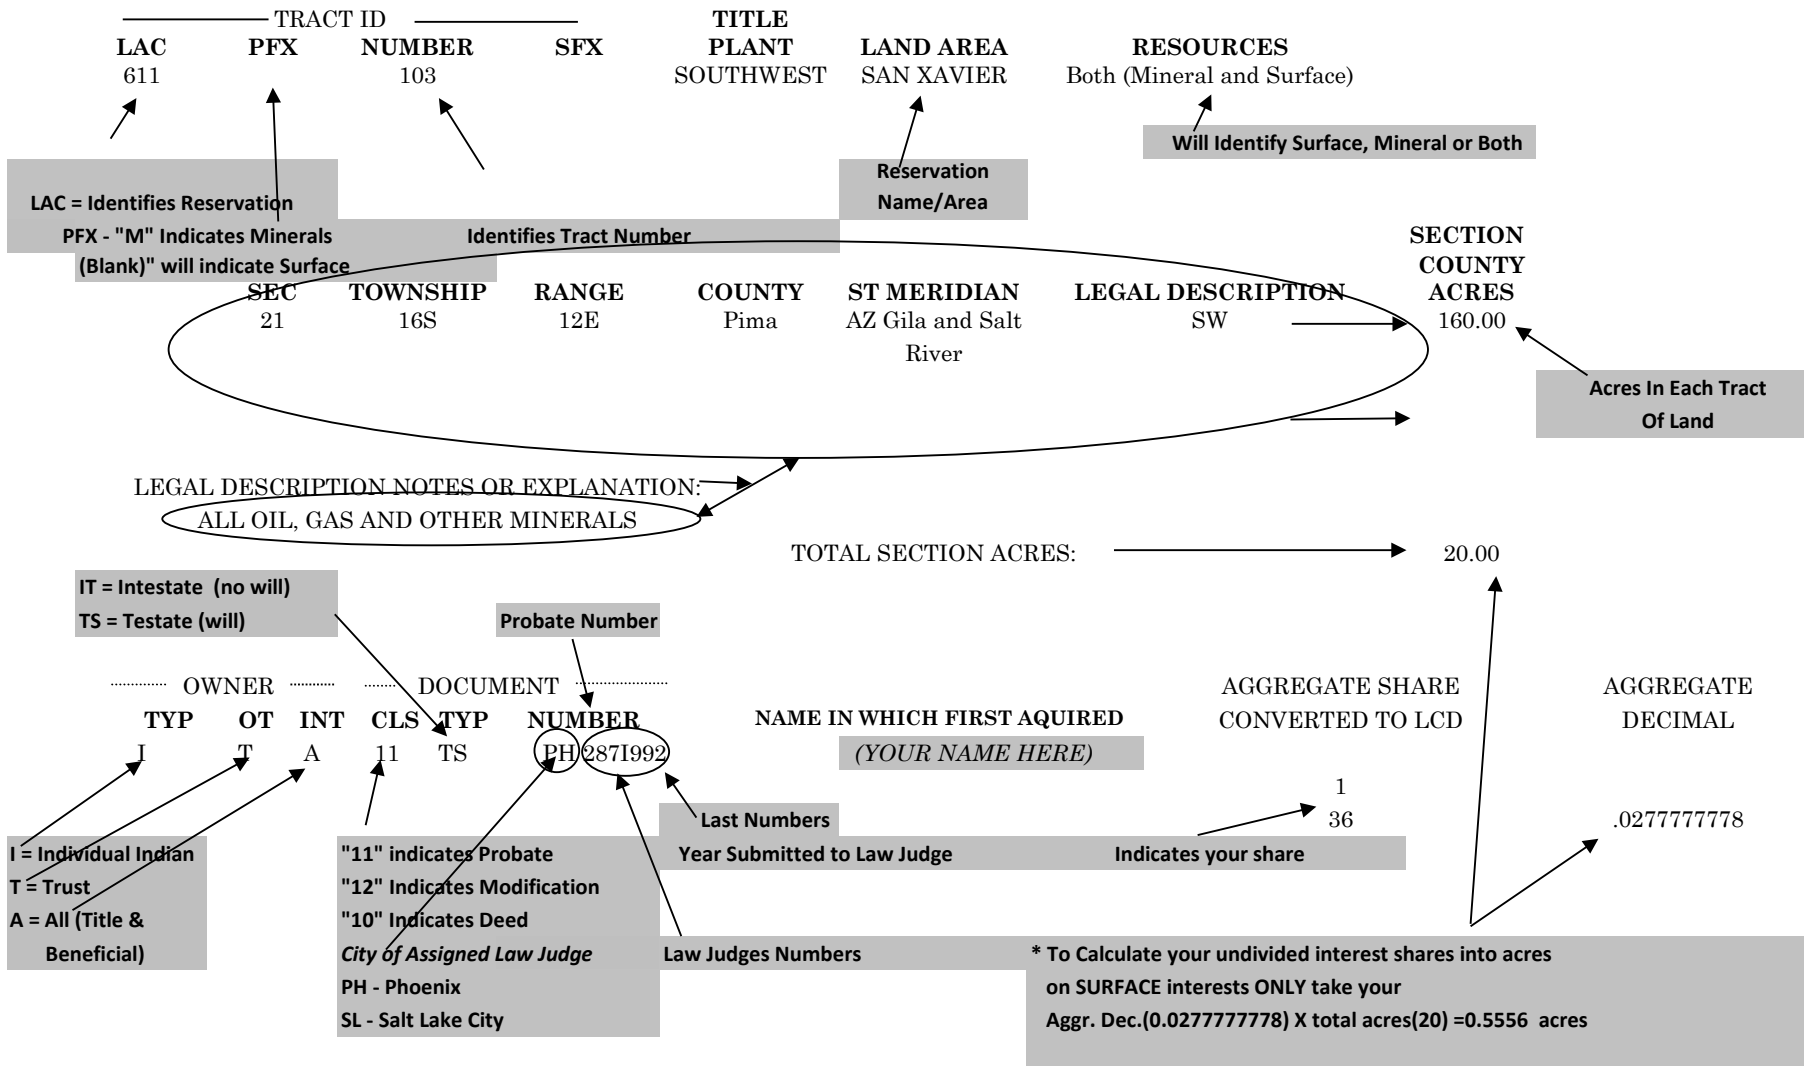 TRACT ID
TITLE
LAC PFX NUMBER SFX PLANT LAND AREA RESOURCES
611 103 SOUTHWEST SAN XAVIER Both (Mineral and Surface)
Will Identify Surface, Mineral or Both
Reservation
Name/Area
LAC = Identifies Reservation
PFX - "M" Indicates Minerals Identifies Tract Number
(Blank)" will indicate Surface
SECTION
COUNTY
SEC TOWNSHIP RANGE COUNTY ST MERIDIAN LEGAL DESCRIPTION ACRES
21 16S 12E Pima AZ Gila and Salt SW 160.00
River
Acres In Each Tract
Of Land
LEGAL DESCRIPTION NOTES OR EXPLANATION:
ALL OIL, GAS AND OTHER MINERALS
TOTAL SECTION ACRES: 20.00
IT = Intestate (no will)
TS = Testate (will)
Probate Number
OWNER DOCUMENT AGGREGATE SHARE AGGREGATE
TYP OT INT CLS TYP NUMBER NAME IN WHICH FIRST AQUIRED CONVERTED TO LCD DECIMAL
I T A 11 TS PH 287I992 (YOUR NAME HERE)
1
Last Numbers 36 .0277777778
I = Individual Indian "11" indicates Probate Year Submitted to Law Judge Indicates your share
T = Trust "12" Indicates Modification
A = All (Title & "10" Indicates Deed
Beneficial) City of Assigned Law Judge Law Judges Numbers * To Calculate your undivided interest shares into acres
PH - Phoenix on SURFACE interests ONLY take your
SL - Salt Lake City Aggr. Dec.(0.0277777778) X total acres(20) =0.5556 acres